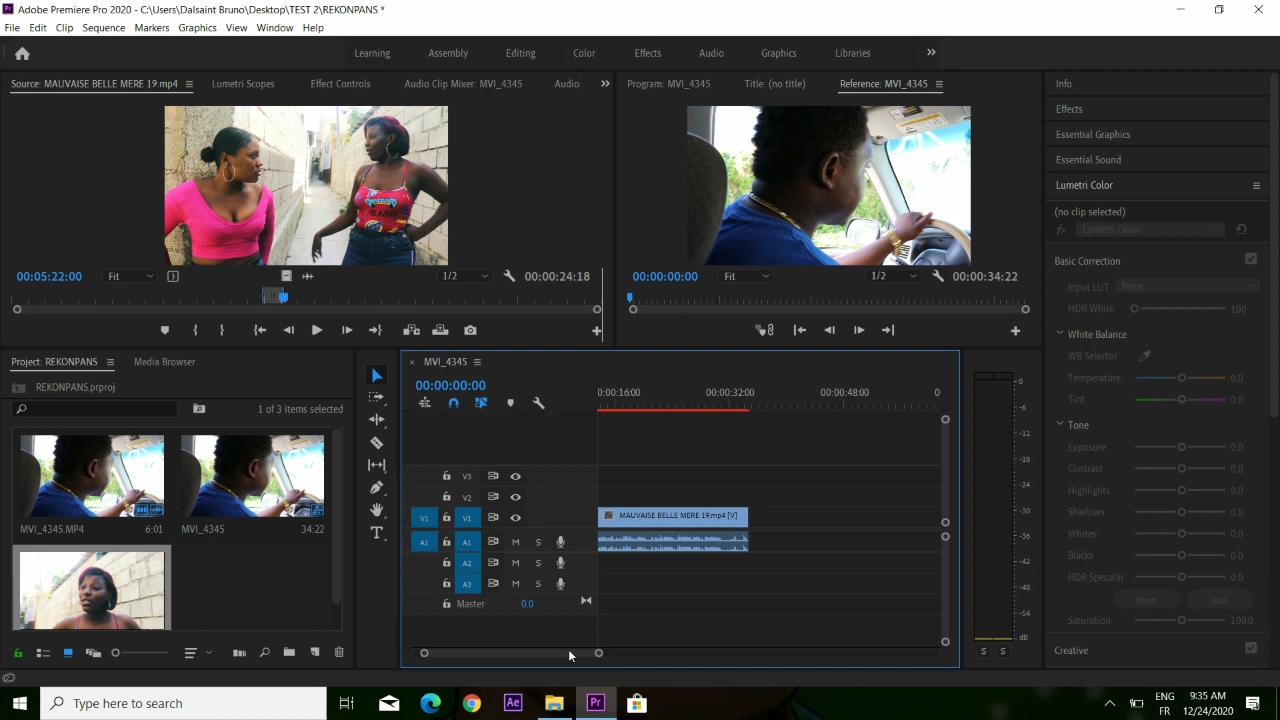 Adobe Premiere Pro 2020 - C:\Users\Dalsaint Bruno\Desktop\TEST 2\REKONPANS *
File Edit Clip Sequence Markers Graphics View Window Help
Learning Assembly Editing Color Effects Audio Graphics Libraries
Source: MAUVAISE BELLE MERE 19.mp4 Lumetri Scopes Effect Controls Audio Clip Mixer: MVI_4345 Audio
Program: MVI_4345 Title: (no title) Reference: MVI_4345
00:05:22:00 Fit 1/2 00:00:24:18
00:00:00:00 Fit 1/2 00:00:34:22
Project: REKONPANS Media Browser
REKONPANS.prproj
1 of 3 items selected
MVI_4345.MP4 6:01 MVI_4345 34:22
MVI_4345
00:00:00:00
0:00:16:00 00:00:32:00 00:00:48:00 0
V3
V2
V1 V1 MAUVAISE BELLE MERE 19.mp4 [V]
A1 A1 M S
A2 M S
A3 M S
Master 0.0
0
-6
-12
-18
-24
-30
-36
-42
-48
-54
dB
S S
Info
Effects
Essential Graphics
Essential Sound
Lumetri Color
(no clip selected)
fx Lumetri Color
Basic Correction
Input LUT None
HDR White 100
White Balance
WB Selector
Temperature 0.0
Tint 0.0
Tone
Exposure 0.0
Contrast 0.0
Highlights 0.0
Shadows 0.0
Whites 0.0
Blacks 0.0
HDR Specular 0.0
Reset Auto
Saturation 100.0
Creative
Type here to search
Ae Pr
ENG 9:35 AM
FR 12/24/2020